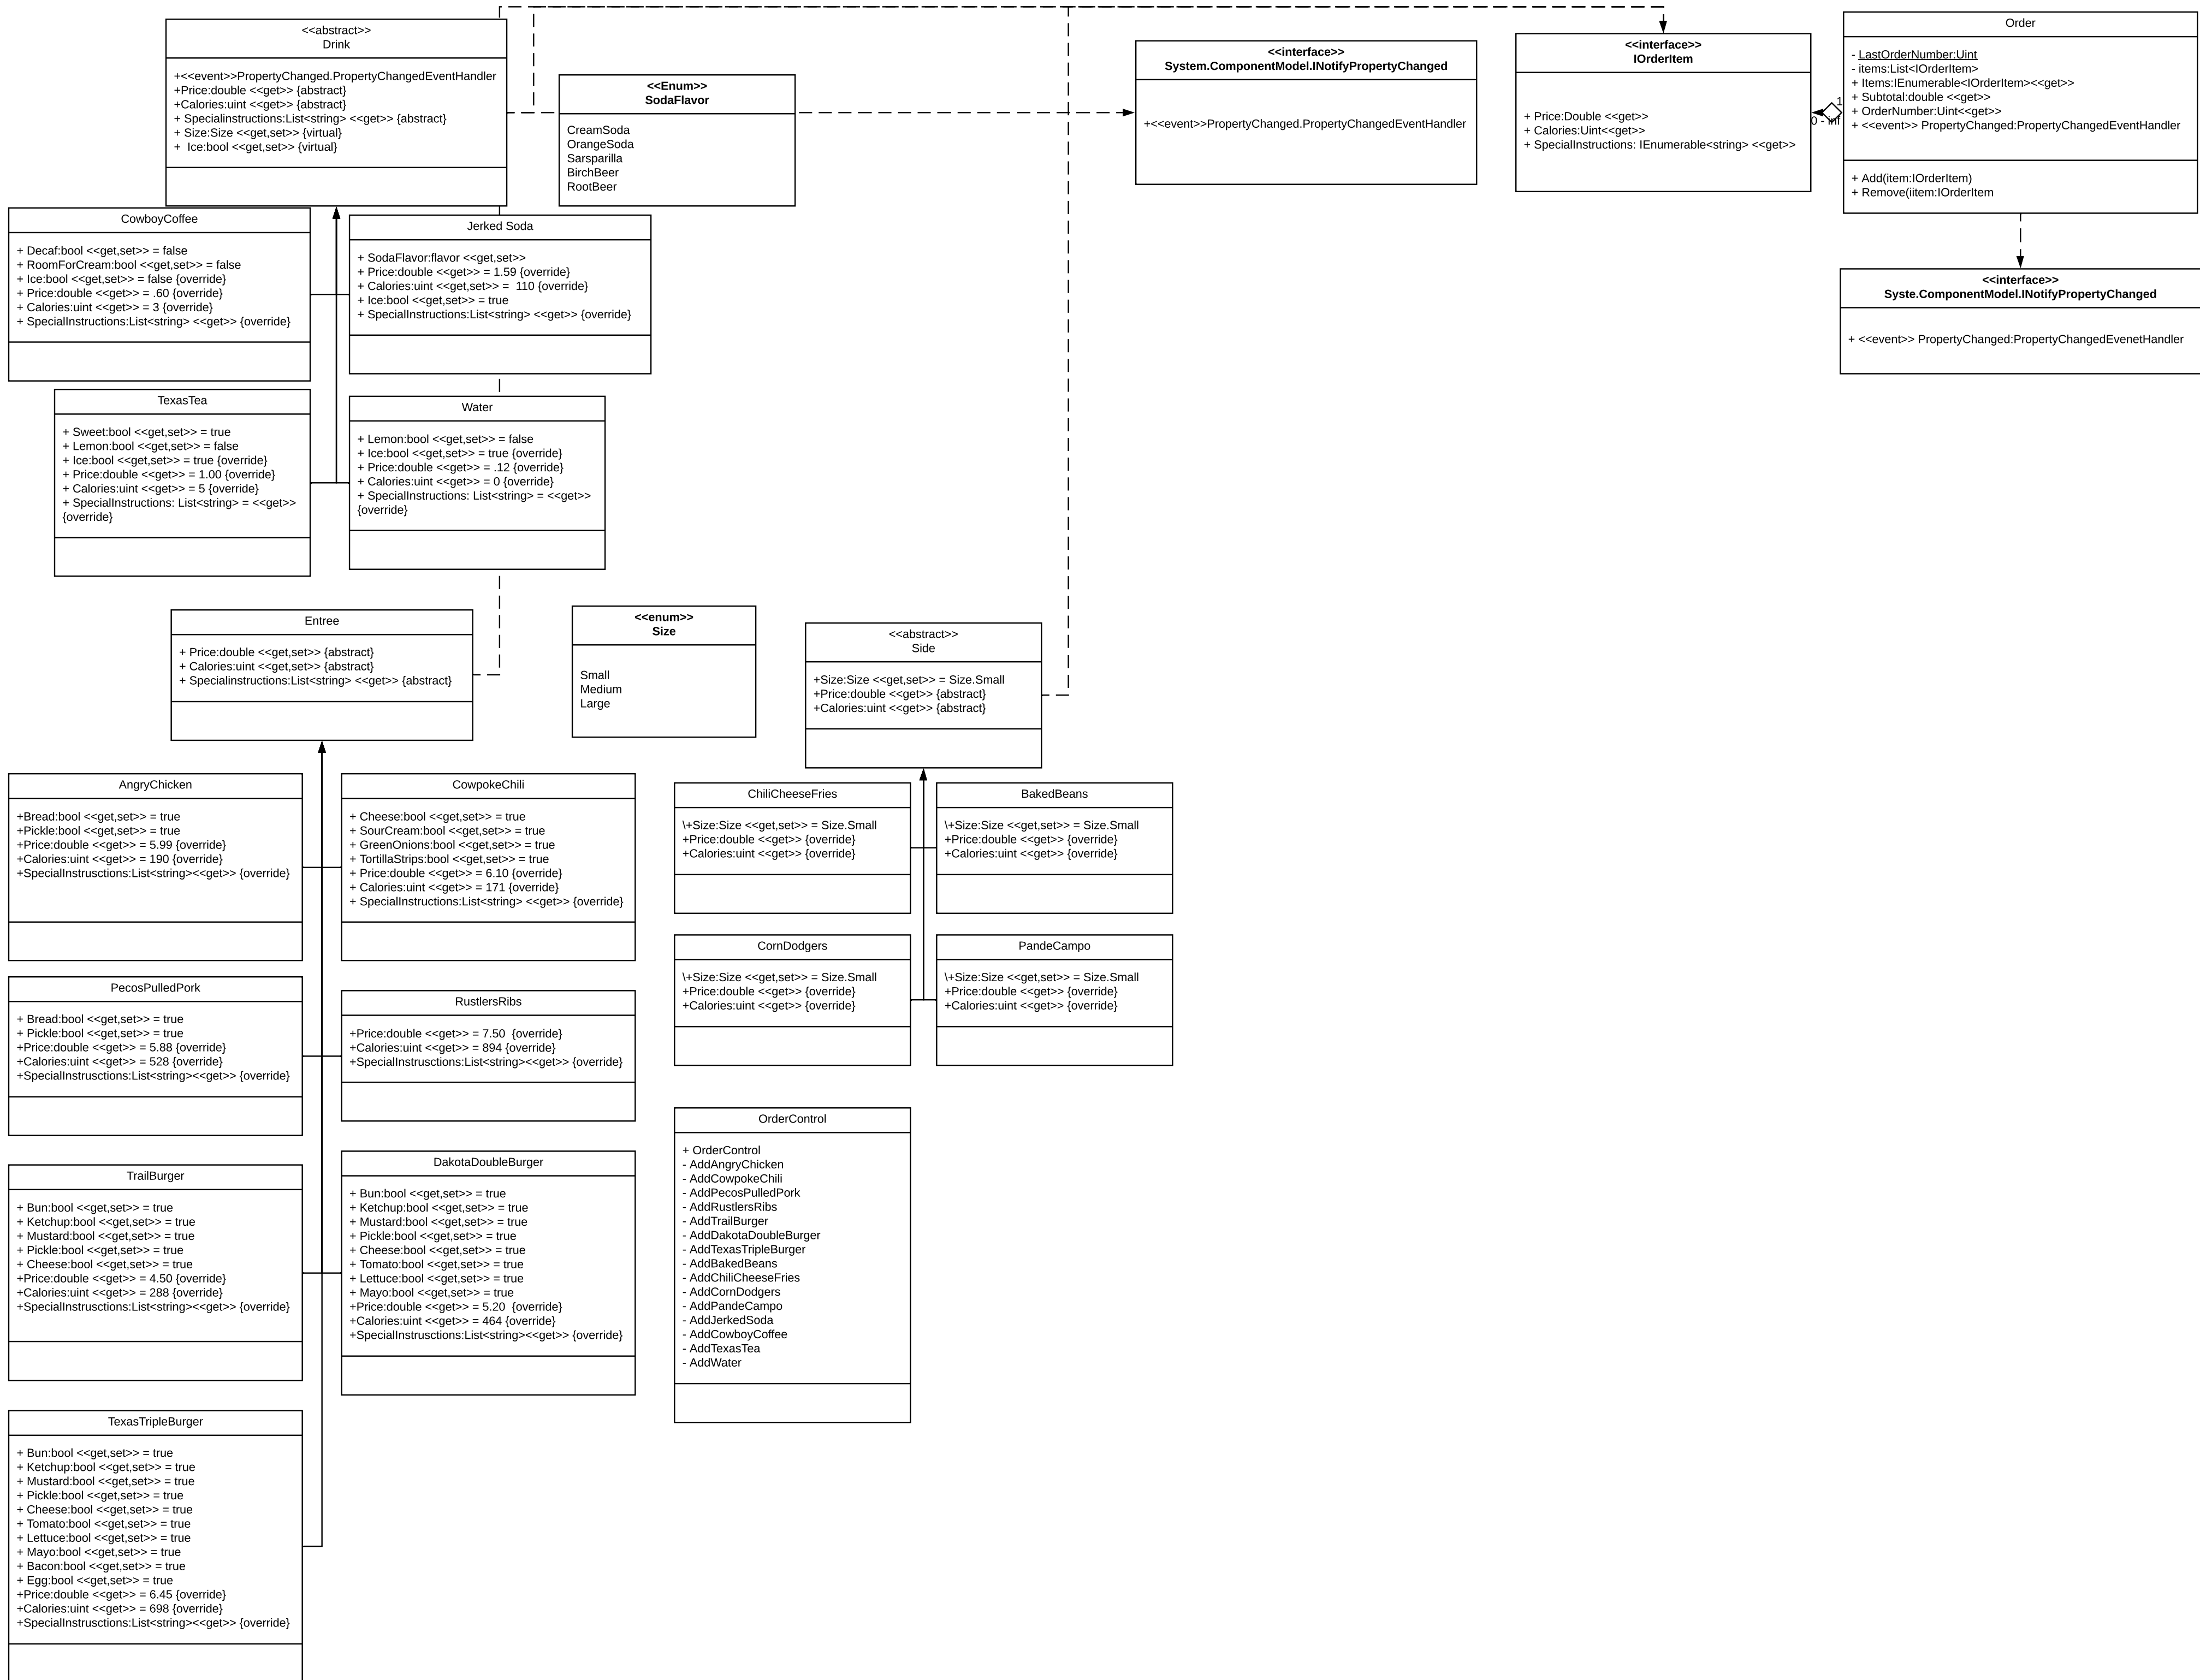 <<abstract>>
Drink
+<<event>>PropertyChanged.PropertyChangedEventHandler
+Price:double <<get>> {abstract}
+Calories:uint <<get>> {abstract}
+ Specialinstructions:List<string> <<get>> {abstract}
+ Size:Size <<get,set>> {virtual}
+  Ice:bool <<get,set>> {virtual}
<<Enum>>
SodaFlavor
CreamSoda
OrangeSoda
Sarsparilla
BirchBeer
RootBeer
<<interface>>
System.ComponentModel.INotifyPropertyChanged
+<<event>>PropertyChanged.PropertyChangedEventHandler
<<interface>>
IOrderItem
+ Price:Double <<get>>
+ Calories:Uint<<get>>
+ SpecialInstructions: IEnumerable<string> <<get>>
1
0 - inf
Order
- LastOrderNumber:Uint
- items:List<IOrderItem>
+ Items:IEnumerable<IOrderItem><<get>>
+ Subtotal:double <<get>>
+ OrderNumber:Uint<<get>>
+ <<event>> PropertyChanged:PropertyChangedEventHandler
+ Add(item:IOrderItem)
+ Remove(iitem:IOrderItem
<<interface>>
Syste.ComponentModel.INotifyPropertyChanged
+ <<event>> PropertyChanged:PropertyChangedEvenetHandler
CowboyCoffee
+ Decaf:bool <<get,set>> = false
+ RoomForCream:bool <<get,set>> = false
+ Ice:bool <<get,set>> = false {override}
+ Price:double <<get>> = .60 {override}
+ Calories:uint <<get>> = 3 {override}
+ SpecialInstructions:List<string> <<get>> {override}
Jerked Soda
+ SodaFlavor:flavor <<get,set>>
+ Price:double <<get>> = 1.59 {override}
+ Calories:uint <<get,set>> =  110 {override}
+ Ice:bool <<get,set>> = true
+ SpecialInstructions:List<string> <<get>> {override}
TexasTea
+ Sweet:bool <<get,set>> = true
+ Lemon:bool <<get,set>> = false
+ Ice:bool <<get,set>> = true {override}
+ Price:double <<get>> = 1.00 {override}
+ Calories:uint <<get>> = 5 {override}
+ SpecialInstructions: List<string> = <<get>>
{override}
Water
+ Lemon:bool <<get,set>> = false
+ Ice:bool <<get,set>> = true {override}
+ Price:double <<get>> = .12 {override}
+ Calories:uint <<get>> = 0 {override}
+ SpecialInstructions: List<string> = <<get>>
{override}
Entree
+ Price:double <<get,set>> {abstract}
+ Calories:uint <<get,set>> {abstract}
+ Specialinstructions:List<string> <<get>> {abstract}
<<enum>>
Size
Small
Medium
Large
<<abstract>>
Side
+Size:Size <<get,set>> = Size.Small
+Price:double <<get>> {abstract}
+Calories:uint <<get>> {abstract}
AngryChicken
+Bread:bool <<get,set>> = true
+Pickle:bool <<get,set>> = true
+Price:double <<get>> = 5.99 {override}
+Calories:uint <<get>> = 190 {override}
+SpecialInstrusctions:List<string><<get>> {override}
CowpokeChili
+ Cheese:bool <<get,set>> = true
+ SourCream:bool <<get,set>> = true
+ GreenOnions:bool <<get,set>> = true
+ TortillaStrips:bool <<get,set>> = true
+ Price:double <<get>> = 6.10 {override}
+ Calories:uint <<get>> = 171 {override}
+ SpecialInstructions:List<string> <<get>> {override}
ChiliCheeseFries
\+Size:Size <<get,set>> = Size.Small
+Price:double <<get>> {override}
+Calories:uint <<get>> {override}
BakedBeans
\+Size:Size <<get,set>> = Size.Small
+Price:double <<get>> {override}
+Calories:uint <<get>> {override}
CornDodgers
\+Size:Size <<get,set>> = Size.Small
+Price:double <<get>> {override}
+Calories:uint <<get>> {override}
PandeCampo
\+Size:Size <<get,set>> = Size.Small
+Price:double <<get>> {override}
+Calories:uint <<get>> {override}
PecosPulledPork
+ Bread:bool <<get,set>> = true
+ Pickle:bool <<get,set>> = true
+Price:double <<get>> = 5.88 {override}
+Calories:uint <<get>> = 528 {override}
+SpecialInstrusctions:List<string><<get>> {override}
RustlersRibs
+Price:double <<get>> = 7.50  {override}
+Calories:uint <<get>> = 894 {override}
+SpecialInstrusctions:List<string><<get>> {override}
TrailBurger
+ Bun:bool <<get,set>> = true
+ Ketchup:bool <<get,set>> = true
+ Mustard:bool <<get,set>> = true
+ Pickle:bool <<get,set>> = true
+ Cheese:bool <<get,set>> = true
+Price:double <<get>> = 4.50 {override}
+Calories:uint <<get>> = 288 {override}
+SpecialInstrusctions:List<string><<get>> {override}
DakotaDoubleBurger
+ Bun:bool <<get,set>> = true
+ Ketchup:bool <<get,set>> = true
+ Mustard:bool <<get,set>> = true
+ Pickle:bool <<get,set>> = true
+ Cheese:bool <<get,set>> = true
+ Tomato:bool <<get,set>> = true
+ Lettuce:bool <<get,set>> = true
+ Mayo:bool <<get,set>> = true
+Price:double <<get>> = 5.20  {override}
+Calories:uint <<get>> = 464 {override}
+SpecialInstrusctions:List<string><<get>> {override}
OrderControl
+ OrderControl
- AddAngryChicken
- AddCowpokeChili
- AddPecosPulledPork
- AddRustlersRibs
- AddTrailBurger
- AddDakotaDoubleBurger
- AddTexasTripleBurger
- AddBakedBeans
- AddChiliCheeseFries
- AddCornDodgers
- AddPandeCampo
- AddJerkedSoda
- AddCowboyCoffee
- AddTexasTea
- AddWater
TexasTripleBurger
+ Bun:bool <<get,set>> = true
+ Ketchup:bool <<get,set>> = true
+ Mustard:bool <<get,set>> = true
+ Pickle:bool <<get,set>> = true
+ Cheese:bool <<get,set>> = true
+ Tomato:bool <<get,set>> = true
+ Lettuce:bool <<get,set>> = true
+ Mayo:bool <<get,set>> = true
+ Bacon:bool <<get,set>> = true
+ Egg:bool <<get,set>> = true
+Price:double <<get>> = 6.45 {override}
+Calories:uint <<get>> = 698 {override}
+SpecialInstrusctions:List<string><<get>> {override}